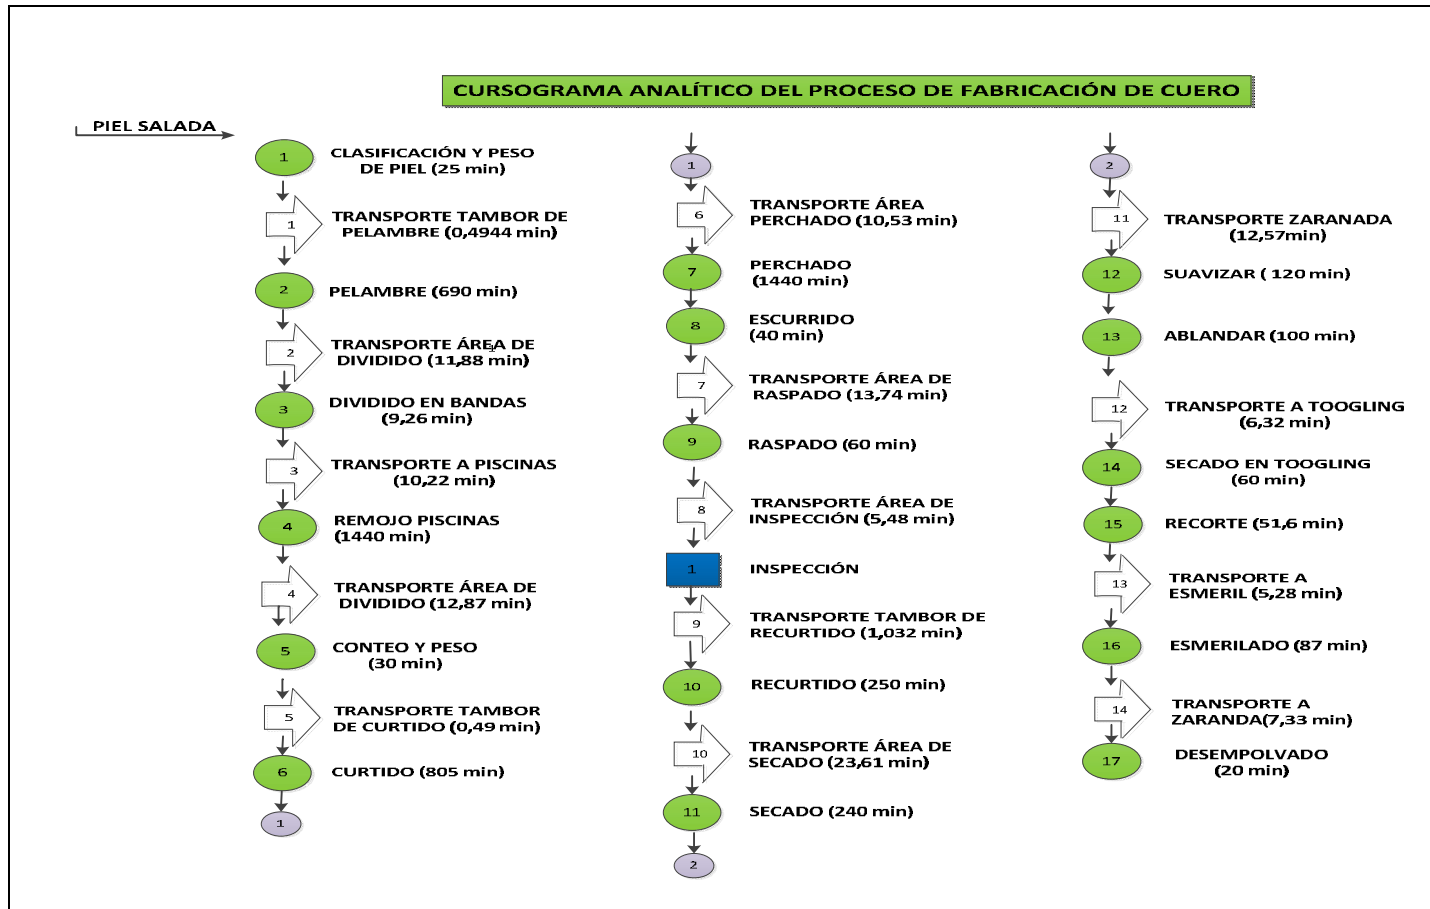 CURSOGRAMA ANALÍTICO DEL PROCESO DE FABRICACIÓN DE CUERO
PIEL SALADA
1
CLASIFICACIÓN Y PESO
DE PIEL (25 min)
1
TRANSPORTE TAMBOR DE
PELAMBRE (0,4944 min)
2
PELAMBRE (690 min)
2
TRANSPORTE ÁREA DE
DIVIDIDO (11,88 min)
3
DIVIDIDO EN BANDAS
(9,26 min)
3
TRANSPORTE A PISCINAS
(10,22 min)
4
REMOJO PISCINAS
(1440 min)
4
TRANSPORTE ÁREA DE
DIVIDIDO (12,87 min)
5
CONTEO Y PESO
(30 min)
5
TRANSPORTE TAMBOR
DE CURTIDO (0,49 min)
6
CURTIDO (805 min)
1
1
6
TRANSPORTE ÁREA
PERCHADO (10,53 min)
7
PERCHADO
(1440 min)
8
ESCURRIDO
(40 min)
7
TRANSPORTE ÁREA DE
RASPADO (13,74 min)
9
RASPADO (60 min)
8
TRANSPORTE ÁREA DE
INSPECCIÓN (5,48 min)
1
INSPECCIÓN
9
TRANSPORTE TAMBOR DE
RECURTIDO (1,032 min)
10
RECURTIDO (250 min)
10
TRANSPORTE ÁREA DE
SECADO (23,61 min)
11
SECADO (240 min)
2
2
11
TRANSPORTE ZARANADA
(12,57min)
12
SUAVIZAR ( 120 min)
13
ABLANDAR (100 min)
12
TRANSPORTE A TOOGLING
(6,32 min)
14
SECADO EN TOOGLING
(60 min)
15
RECORTE (51,6 min)
13
TRANSPORTE A
ESMERIL (5,28 min)
16
ESMERILADO (87 min)
14
TRANSPORTE A
ZARANDA(7,33 min)
17
DESEMPOLVADO
(20 min)